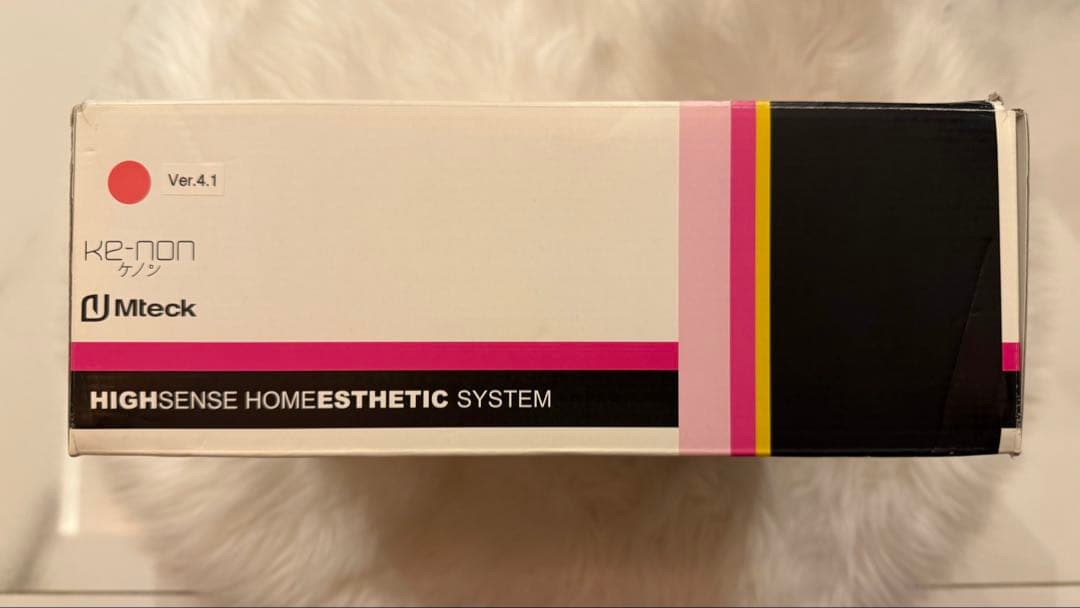 Ver.4.1
ke-non
ケノン
Mteck
HIGHSENSE HOMEESTHETIC SYSTEM